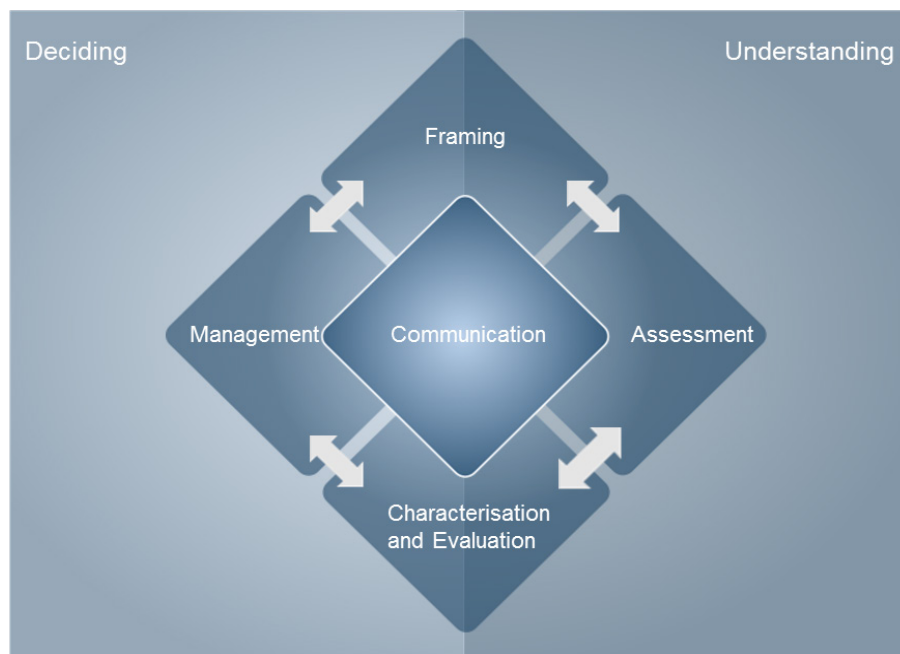 Deciding
Understanding
Framing
Management
Communication
Assessment
Characterisation
and Evaluation